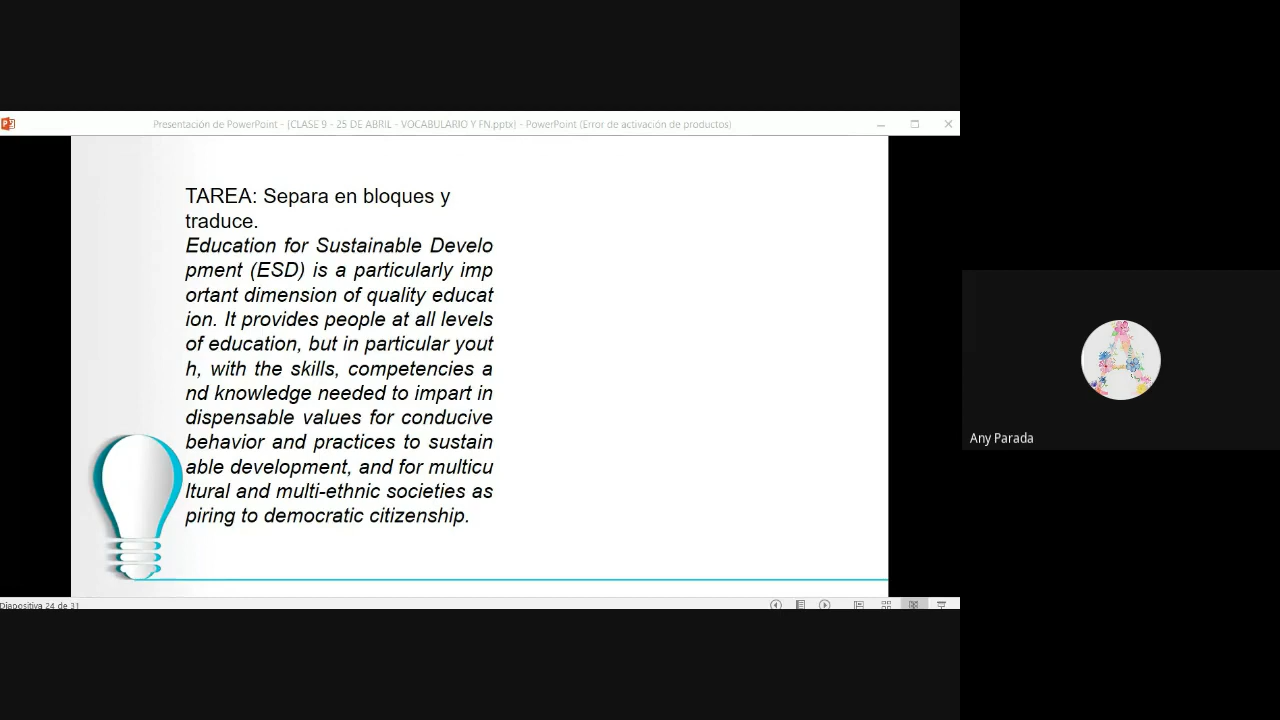 Presentación de PowerPoint - [CLASE 9 - 25 DE ABRIL - VOCABULARIO Y FN.pptx] - PowerPoint (Error de activación de productos)
TAREA: Separa en bloques y
traduce.
Education for Sustainable Develo
pment (ESD) is a particularly imp
ortant dimension of quality educat
ion. It provides people at all levels
of education, but in particular yout
h, with the skills, competencies a
nd knowledge needed to impart in
dispensable values for conducive
behavior and practices to sustain
able development, and for multicu
ltural and multi-ethnic societies as
piring to democratic citizenship.
Any Parada
Diapositiva 24 de 31